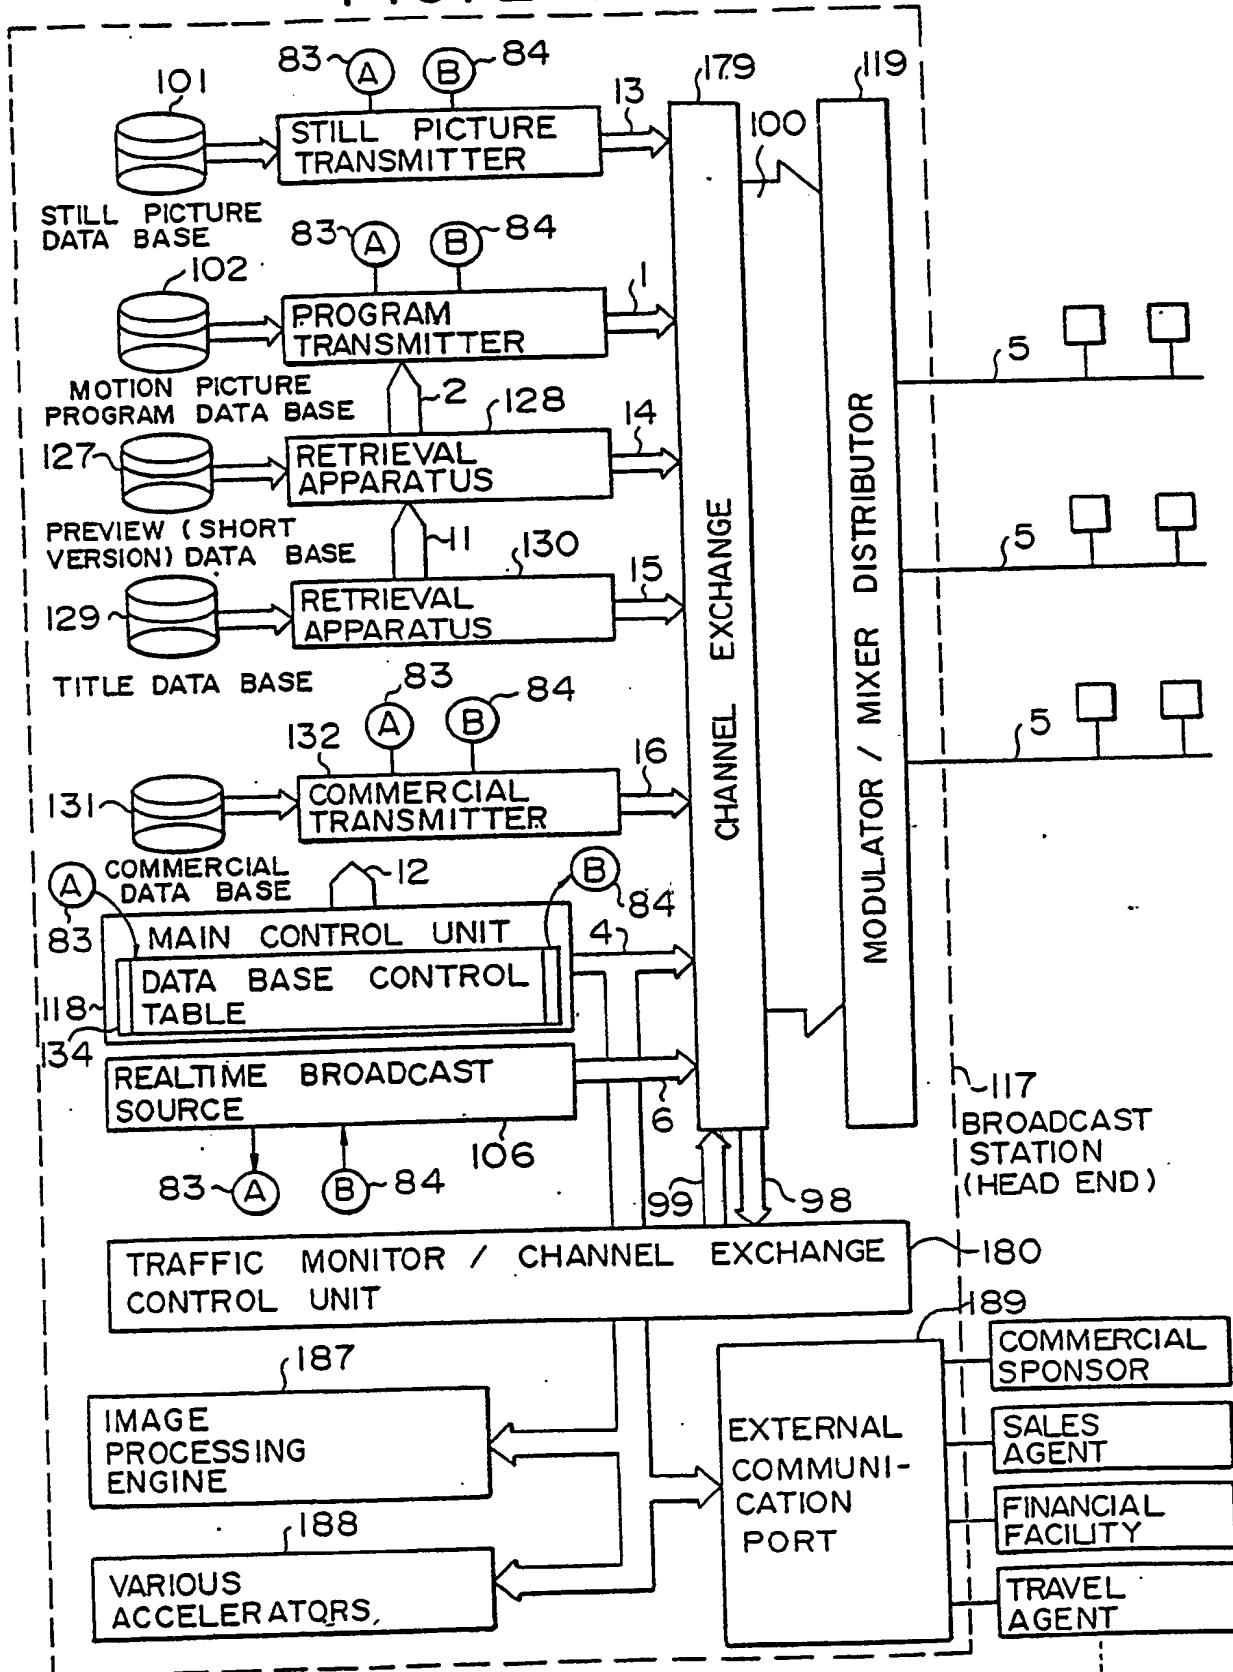 83
A
B
84
101
13
179
119
STILL PICTURE
TRANSMITTER
100
STILL PICTURE
DATA BASE
83
A
B
84
102
1
PROGRAM
TRANSMITTER
MOTION PICTURE
PROGRAM DATA BASE
2
128
14
5
127
RETRIEVAL
APPARATUS
PREVIEW (SHORT
VERSION) DATA BASE
11
130
15
5
129
RETRIEVAL
APPARATUS
TITLE DATA BASE
CHANNEL EXCHANGE
MODULATOR / MIXER DISTRIBUTOR
83
A
B
84
132
16
5
131
COMMERCIAL
TRANSMITTER
COMMERCIAL
DATA BASE
12
A
83
B
84
MAIN CONTROL UNIT
4
DATA BASE CONTROL
TABLE
118
134
REALTIME BROADCAST
SOURCE
6
106
83
A
B
84
99
98
117
BROADCAST
STATION
(HEAD END)
TRAFFIC MONITOR / CHANNEL EXCHANGE
CONTROL UNIT
180
189
187
IMAGE
PROCESSING
ENGINE
188
VARIOUS
ACCELERATORS
EXTERNAL
COMMUNI-
CATION
PORT
COMMERCIAL
SPONSOR
SALES
AGENT
FINANCIAL
FACILITY
TRAVEL
AGENT